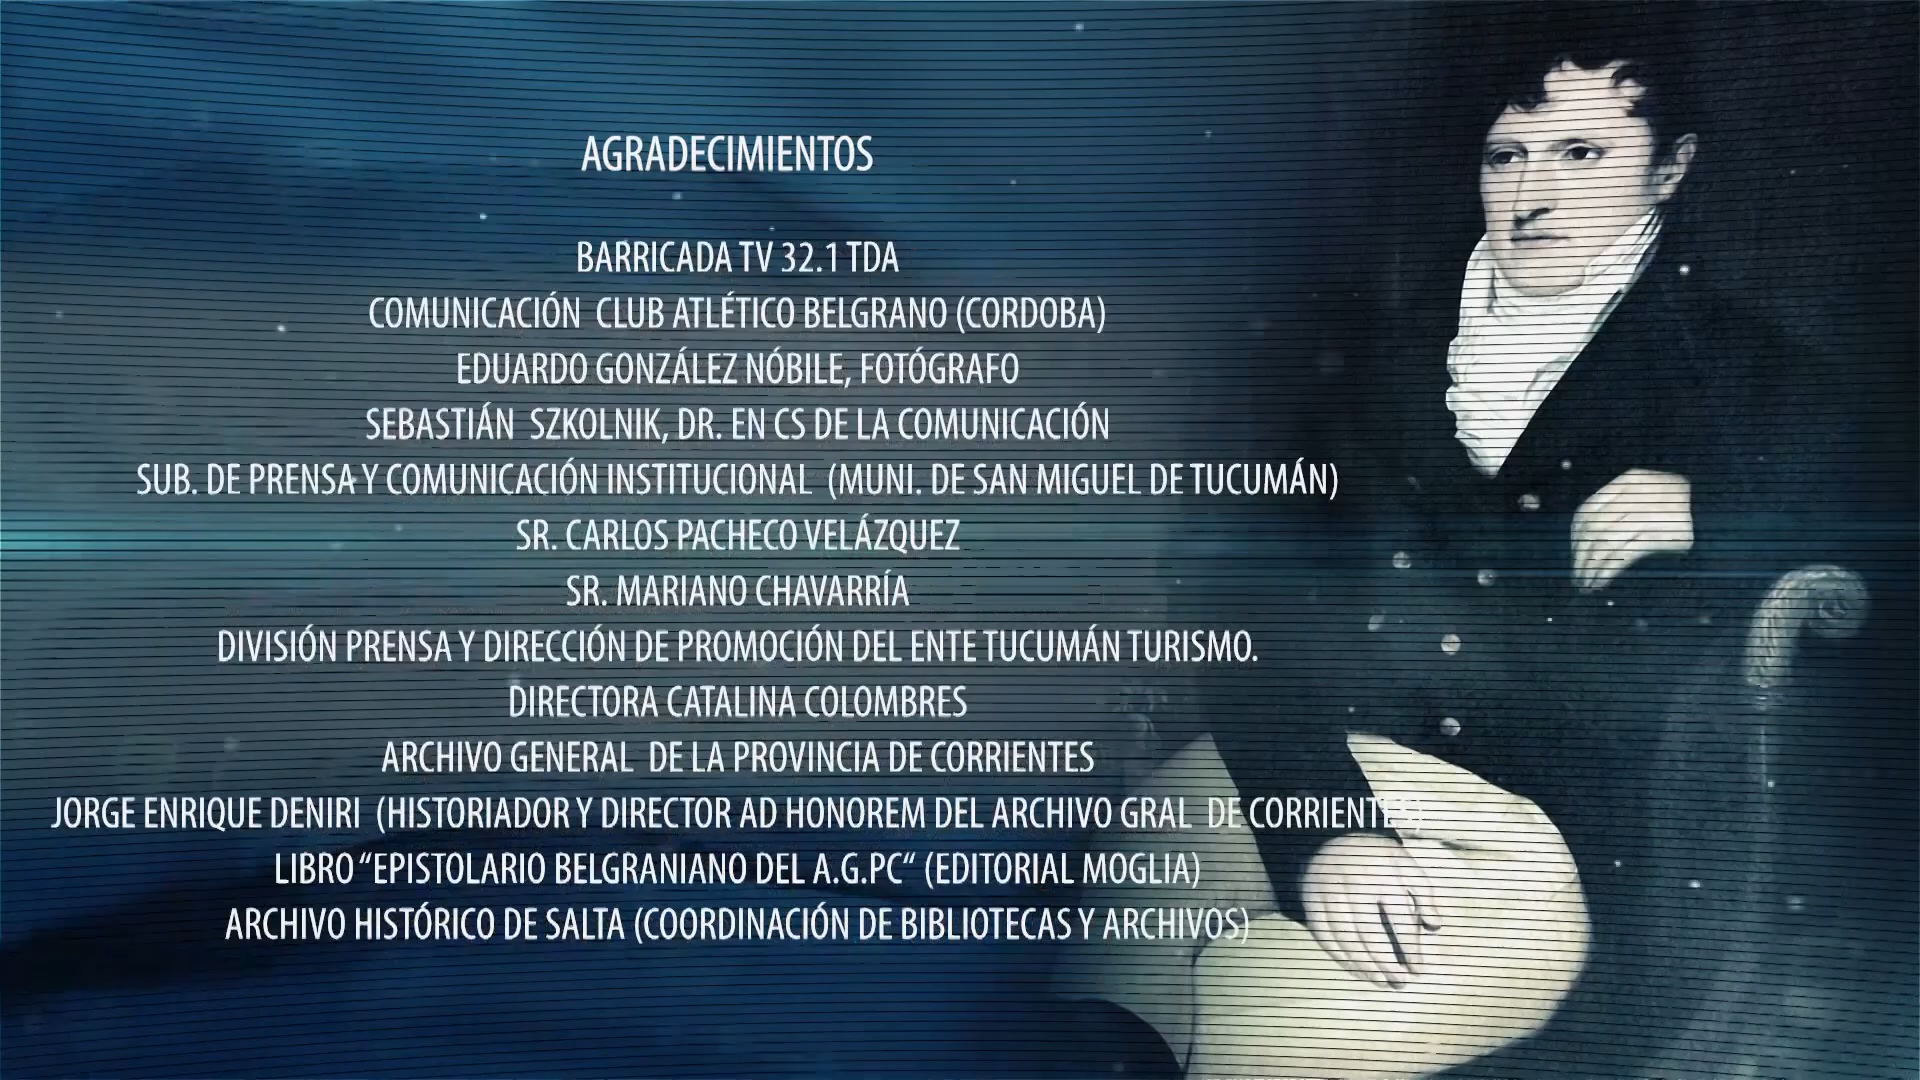 AGRADECIMIENTOS
BARRICADA TV 32.1 TDA
COMUNICACIÓN CLUB ATLÉTICO BELGRANO (CORDOBA)
EDUARDO GONZÁLEZ NÓBILE, FOTÓGRAFO
SEBASTIÁN SZKOLNIK, DR. EN CS DE LA COMUNICACIÓN
SUB. DE PRENSA Y COMUNICACIÓN INSTITUCIONAL (MUNI. DE SAN MIGUEL DE TUCUMÁN)
SR. CARLOS PACHECO VELÁZQUEZ
SR. MARIANO CHAVARRÍA
DIVISIÓN PRENSA Y DIRECCIÓN DE PROMOCIÓN DEL ENTE TUCUMÁN TURISMO.
DIRECTORA CATALINA COLOMBRES
ARCHIVO GENERAL DE LA PROVINCIA DE CORRIENTES
JORGE ENRIQUE DENIRI (HISTORIADOR Y DIRECTOR AD HONOREM DEL ARCHIVO GRAL DE CORRIENTES)
LIBRO “EPISTOLARIO BELGRANIANO DEL A.G.PC“ (EDITORIAL MOGLIA)
ARCHIVO HISTÓRICO DE SALTA (COORDINACIÓN DE BIBLIOTECAS Y ARCHIVOS)